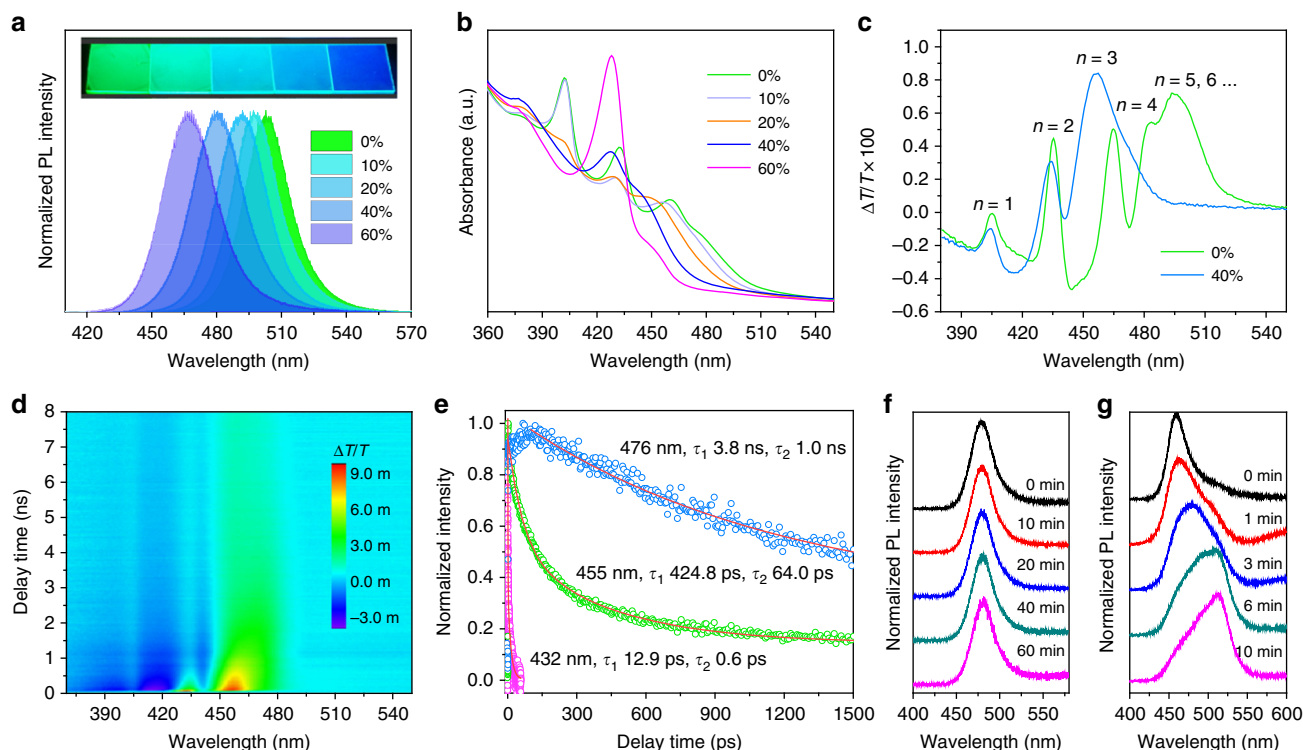 a
Normalized PL intensity
0%
10%
20%
40%
60%
420 450 480 510 540 570
Wavelength (nm)
b
Absorbance (a.u.)
0%
10%
20%
40%
60%
360 390 420 450 480 510 540
Wavelength (nm)
c
ΔT/T × 100
1.0
0.8
0.6
0.4
0.2
0.0
−0.2
−0.4
−0.6
n = 1
n = 2
n = 3
n = 4
n = 5, 6 ...
0%
40%
390 420 450 480 510 540
Wavelength (nm)
d
Delay time (ns)
8
7
6
5
4
3
2
1
0
ΔT/T
9.0 m
6.0 m
3.0 m
0.0 m
−3.0 m
390 420 450 480 510 540
Wavelength (nm)
e
Normalized intensity
1.0
0.8
0.6
0.4
0.2
0.0
476 nm, τ1 3.8 ns, τ2 1.0 ns
455 nm, τ1 424.8 ps, τ2 64.0 ps
432 nm, τ1 12.9 ps, τ2 0.6 ps
0 300 600 900 1200 1500
Delay time (ps)
f
Normalized PL intensity
0 min
10 min
20 min
40 min
60 min
400 450 500 550
Wavelength (nm)
g
Normalized PL intensity
0 min
1 min
3 min
6 min
10 min
400 450 500 550 600
Wavelength (nm)